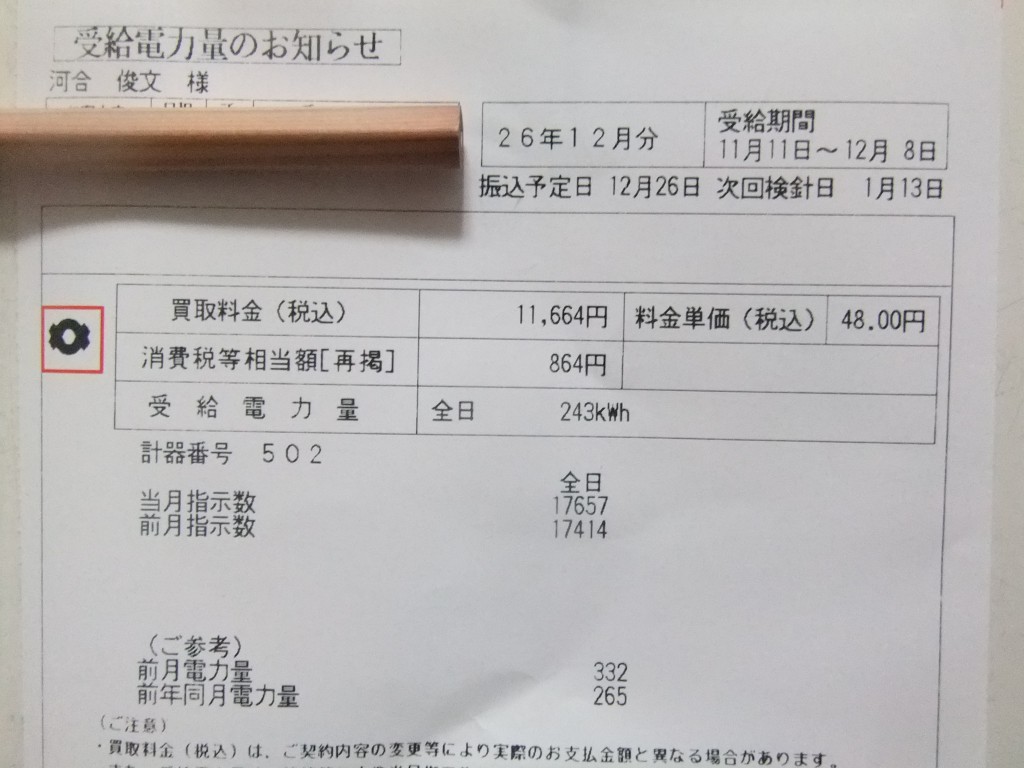 受給電力量のお知らせ
河合 俊文 様
26年12月分
受給期間
11月11日~12月 8日
振込予定日 12月26日 次回検針日 1月13日
買取料金(税込) 11,664円 料金単価(税込) 48.00円
消費税等相当額[再掲] 864円
受給電力量 全日 243kWh
計器番号 502
全日
当月指示数 17657
前月指示数 17414
(ご参考)
前月電力量 332
前年同月電力量 265
(ご注意)
・買取料金(税込)は、ご契約内容の変更等により実際のお支払金額と異なる場合があります。